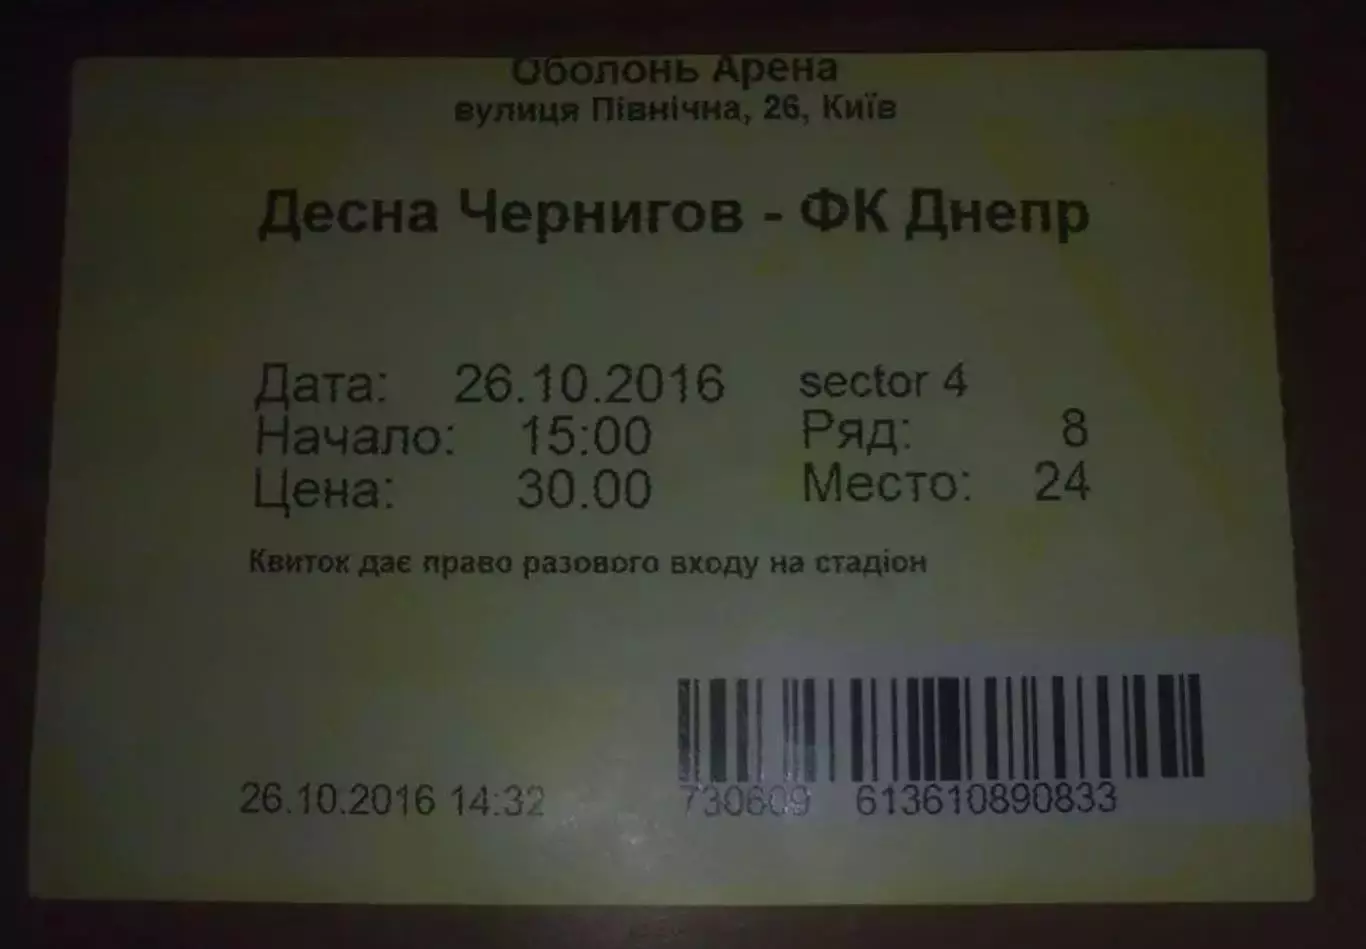 Оболонь Арена
вулиця Північна, 26, Київ
Десна Чернигов - ФК Днепр
Дата: 26.10.2016 sector 4
Начало: 15:00 Ряд: 8
Цена: 30.00 Место: 24
Квиток дає право разового входу на стадіон
26.10.2016 14:32 730609 613610890833